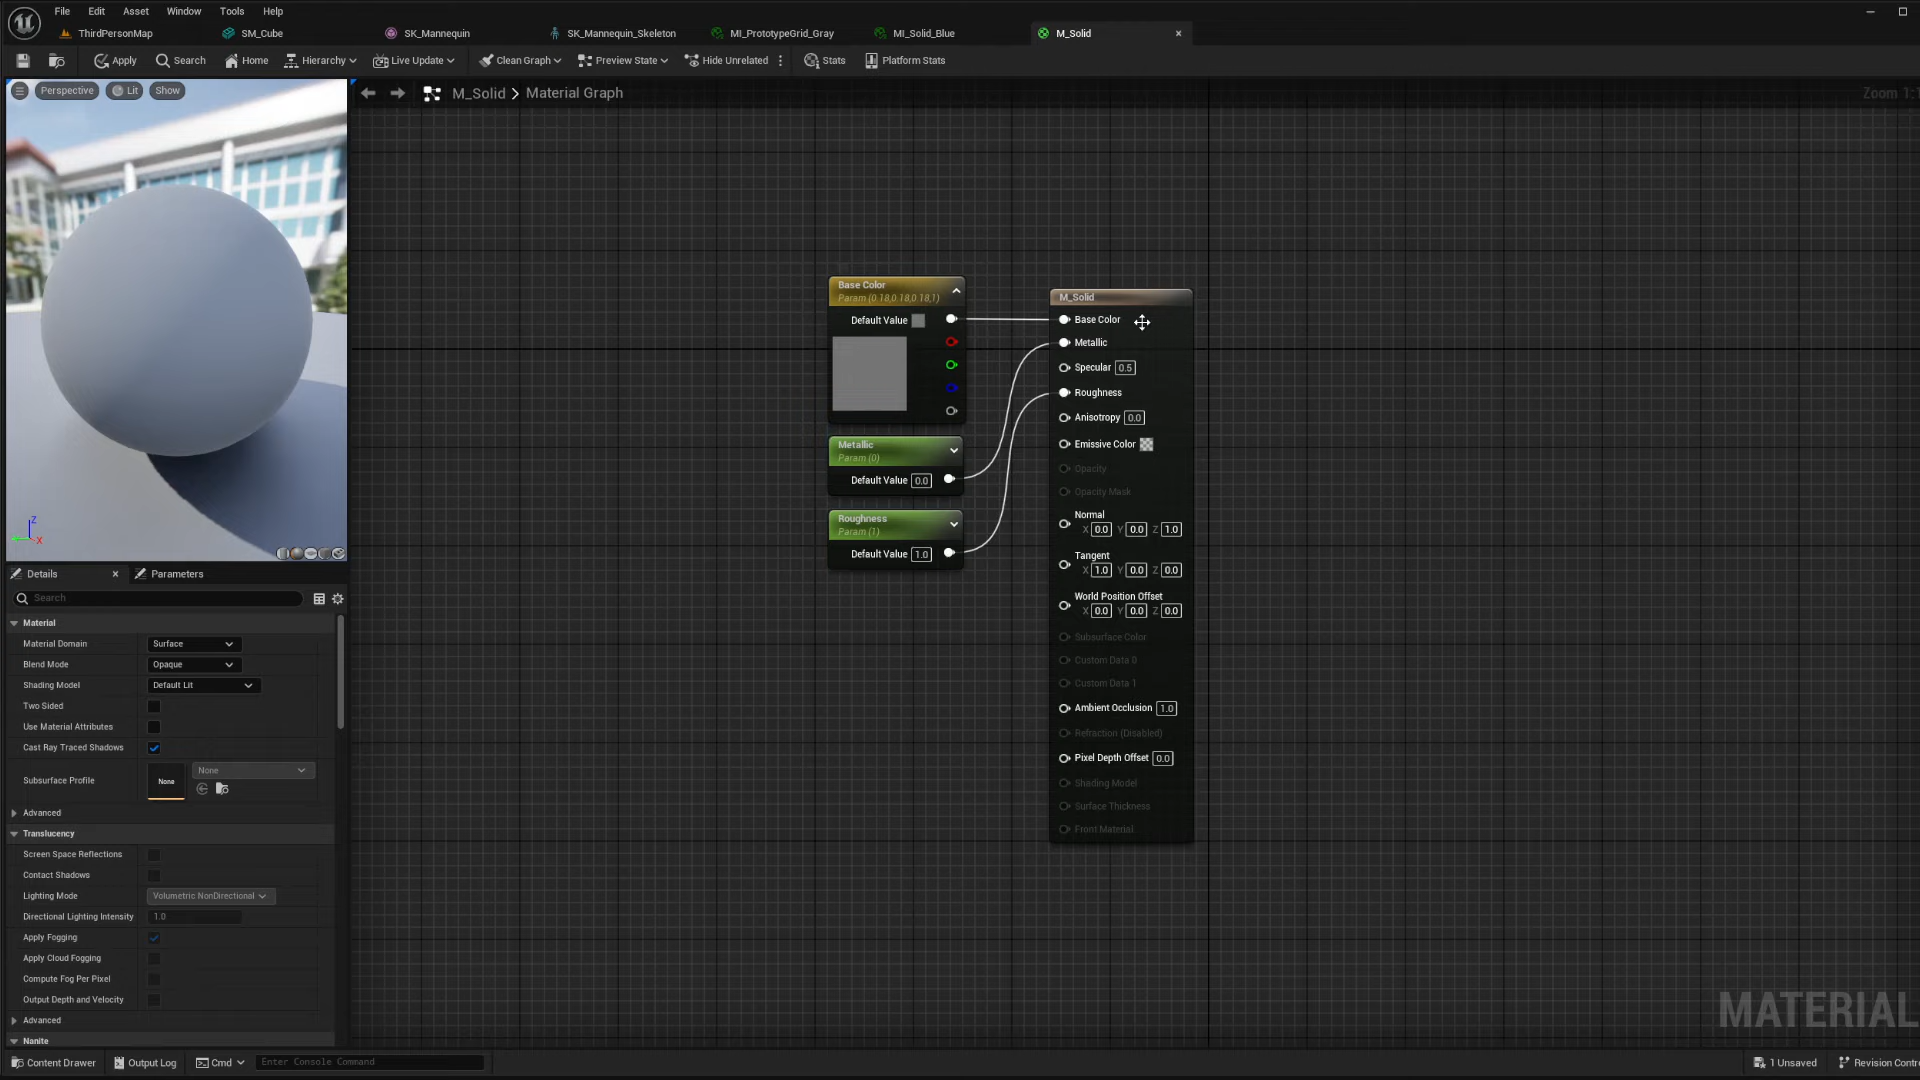 File Edit Asset Window Tools Help
ThirdPersonMap SM_Cube SK_Mannequin SK_Mannequin_Skeleton MI_PrototypeGrid_Gray MI_Solid_Blue M_Solid
Apply Search Home Hierarchy Live Update Clean Graph Preview State Hide Unrelated Stats Platform Stats
Perspective Lit Show
M_Solid > Material Graph
Zoom 1:1
Base Color
Param (0.18,0.18,0.18,1)
Default Value
Metallic
Param (0)
Default Value 0.0
Roughness
Param (1)
Default Value 1.0
M_Solid
Base Color
Metallic
Specular 0.5
Roughness
Anisotropy 0.0
Emissive Color
Opacity
Opacity Mask
Normal
X 0.0 Y 0.0 Z 1.0
Tangent
X 1.0 Y 0.0 Z 0.0
World Position Offset
X 0.0 Y 0.0 Z 0.0
Subsurface Color
Custom Data 0
Custom Data 1
Ambient Occlusion 1.0
Refraction (Disabled)
Pixel Depth Offset 0.0
Shading Model
Surface Thickness
Front Material
Z
X
Details Parameters
Search
Material
Material Domain Surface
Blend Mode Opaque
Shading Model Default Lit
Two Sided
Use Material Attributes
Cast Ray Traced Shadows
Subsurface Profile None None
Advanced
Translucency
Screen Space Reflections
Contact Shadows
Lighting Mode Volumetric NonDirectional
Directional Lighting Intensity 1.0
Apply Fogging
Apply Cloud Fogging
Compute Fog Per Pixel
Output Depth and Velocity
Advanced
Nanite
MATERIAL
Content Drawer Output Log Cmd Enter Console Command 1 Unsaved Revision Contr